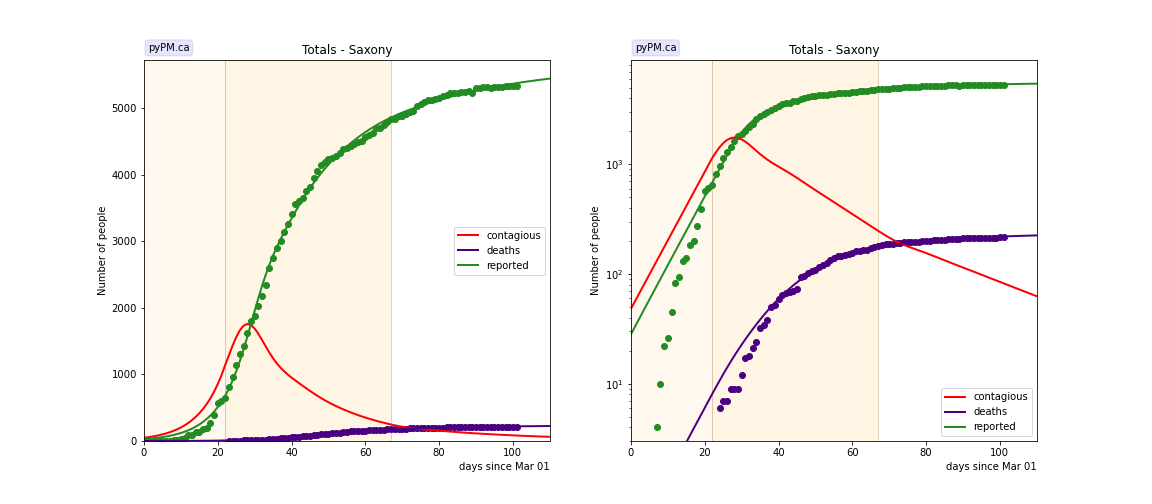 pyPM.ca
Totals - Saxony
Number of people
5000
4000
3000
2000
1000
0
0
20
40
60
80
100
days since Mar 01
contagious
deaths
reported
pyPM.ca
Totals - Saxony
Number of people
10³
10²
10¹
0
20
40
60
80
100
days since Mar 01
contagious
deaths
reported